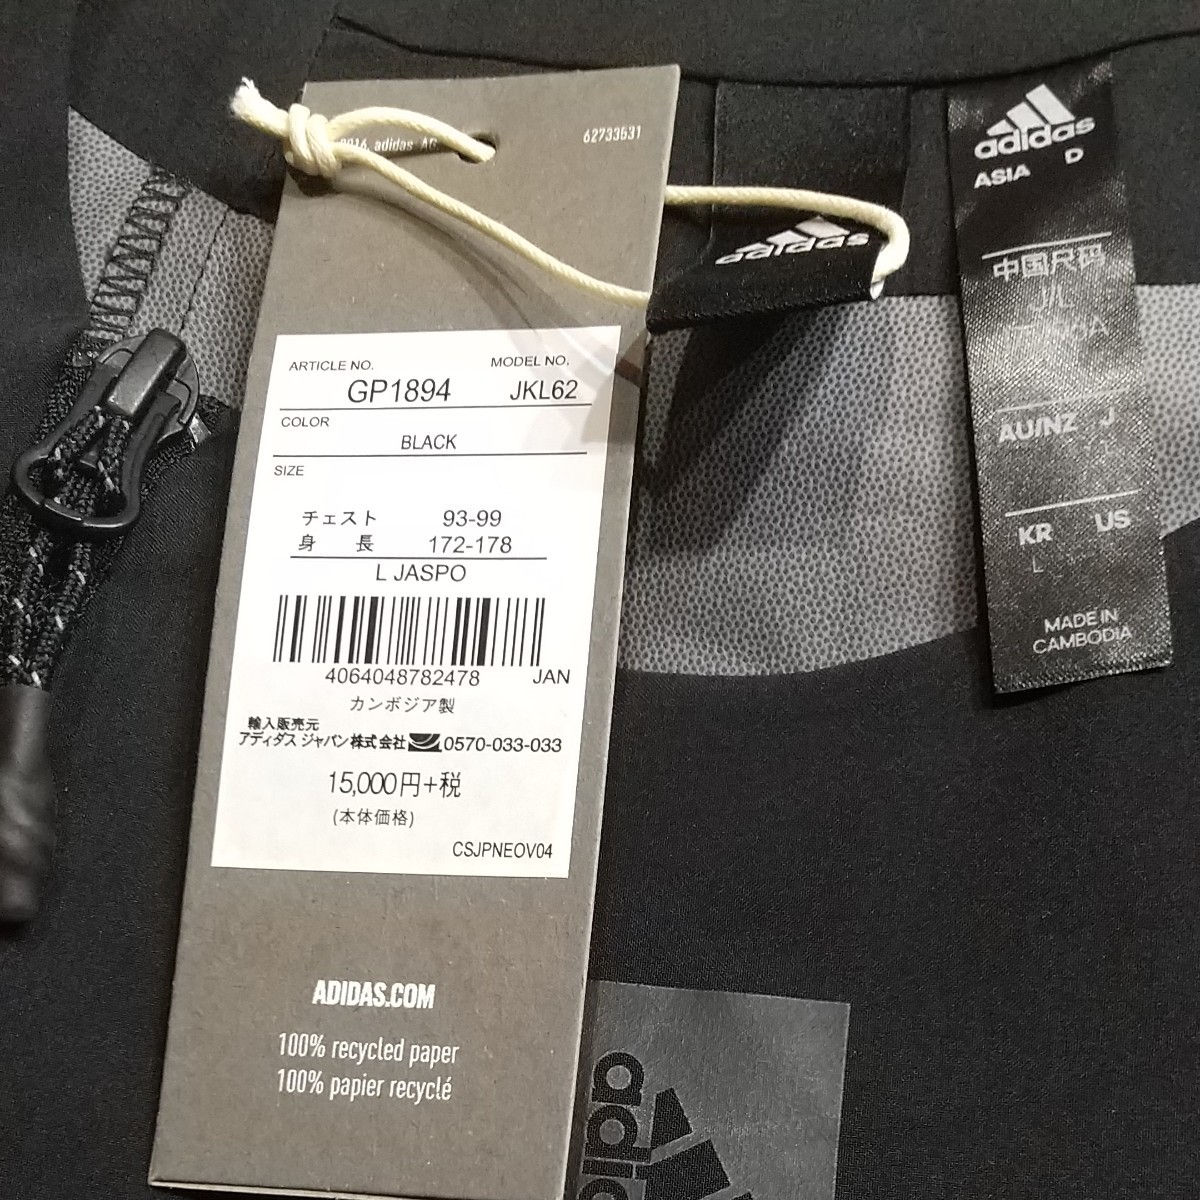 2016, adidas AG
62733531
ARTICLE NO.
MODEL NO.
GP1894
JKL62
COLOR
BLACK
SIZE
チェスト 93-99
身 長 172-178
L JASPO
4064048782478 JAN
カンボジア製
輸入販売元
アディダス ジャパン株式会社 0570-033-033
15,000円+税
(本体価格)
CSJPNEOV04
ADIDAS.COM
100% recycled paper
100% papier recyclé
adidas
adidas
ASIA D
中国尺码
AU/NZ J
KR US
L
MADE IN
CAMBODIA
adidas